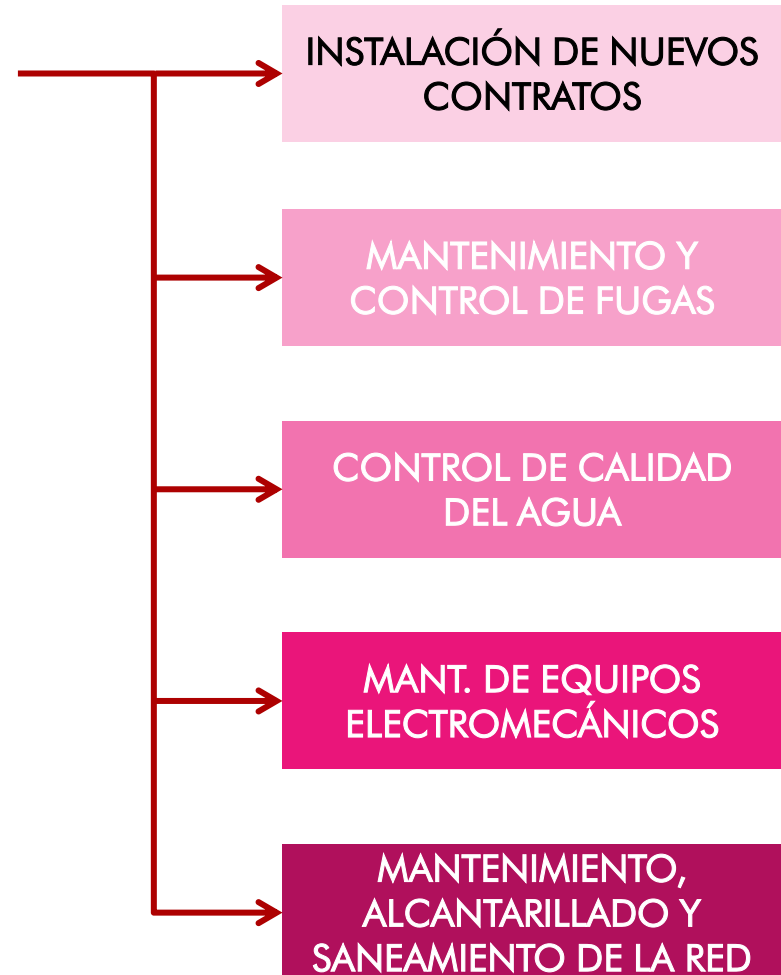 INSTALACIÓN DE NUEVOS
CONTRATOS
MANTENIMIENTO Y
CONTROL DE FUGAS
CONTROL DE CALIDAD
DEL AGUA
MANT. DE EQUIPOS
ELECTROMECÁNICOS
MANTENIMIENTO,
ALCANTARILLADO Y
SANEAMIENTO DE LA RED